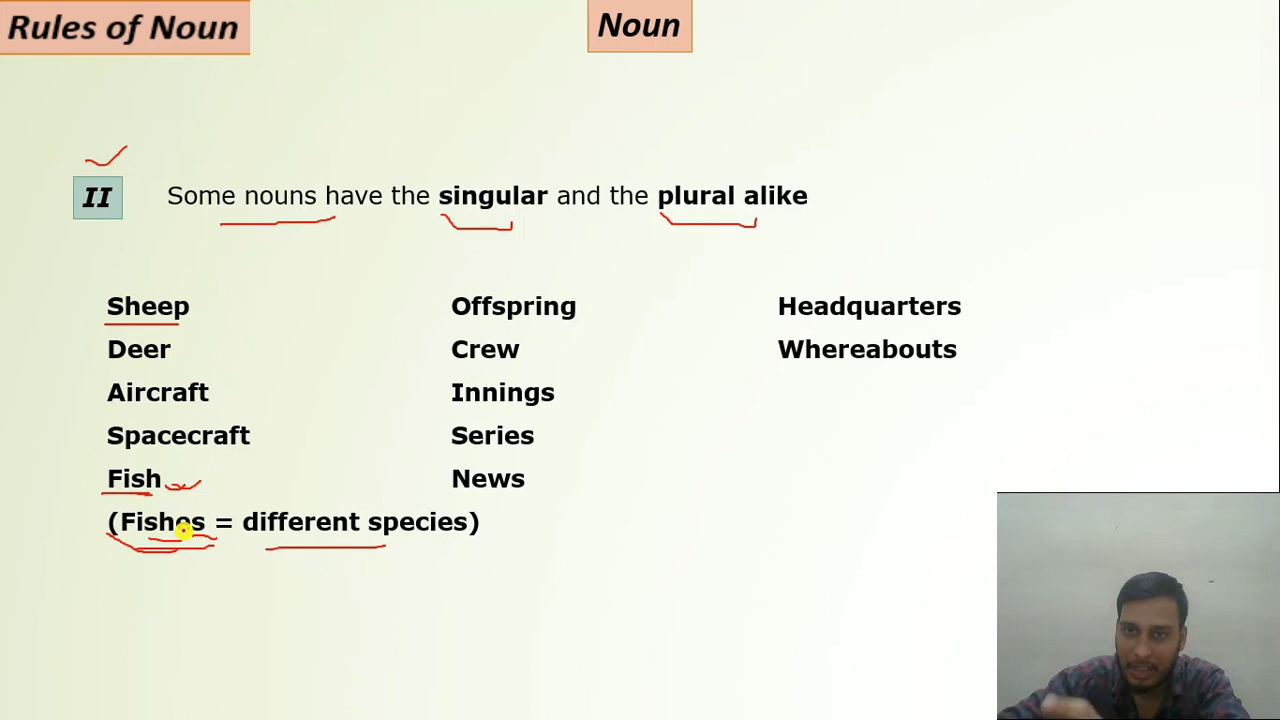 Rules of Noun
Noun
II
Some nouns have the singular and the plural alike
Sheep
Deer
Aircraft
Spacecraft
Fish
(Fishes = different species)
Offspring
Crew
Innings
Series
News
Headquarters
Whereabouts